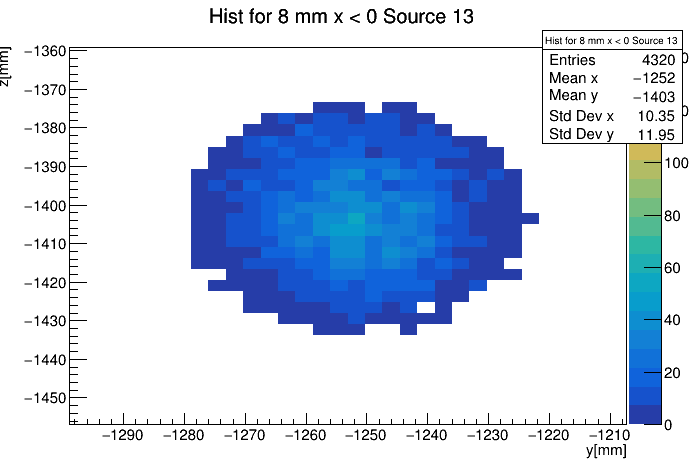 Hist for 8 mm x < 0 Source 13
z[mm]
−1360
−1370
−1380
−1390
−1400
−1410
−1420
−1430
−1440
−1450
−1290 −1280 −1270 −1260 −1250 −1240 −1230 −1220 −1210
y[mm]
Hist for 8 mm x < 0 Source 13
Entries 4320
Mean x −1252
Mean y −1403
Std Dev x 10.35
Std Dev y 11.95
100
80
60
40
20
0